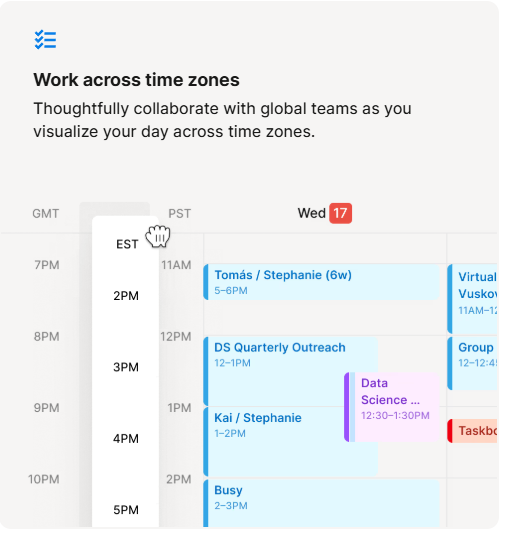 Work across time zones
Thoughtfully collaborate with global teams as you
visualize your day across time zones.
GMT
EST
PST
Wed 17
7PM
8PM
9PM
10PM
2PM
3PM
4PM
5PM
11AM
12PM
1PM
2PM
Tomás / Stephanie (6w)
5–6PM
DS Quarterly Outreach
12–1PM
Data
Science ...
12:30–1:30PM
Kai / Stephanie
1–2PM
Busy
2–3PM
Virtual
Vuskov
11AM–12
Group
12–12:45
Taskbo